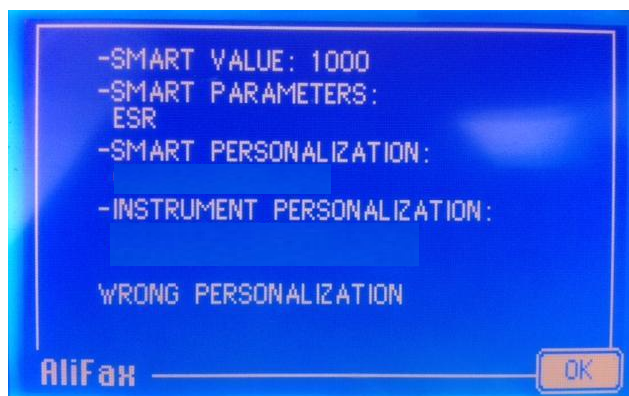 -SMART VALUE: 1000
-SMART PARAMETERS:
ESR
-SMART PERSONALIZATION:
-INSTRUMENT PERSONALIZATION:
WRONG PERSONALIZATION
AliFax
OK